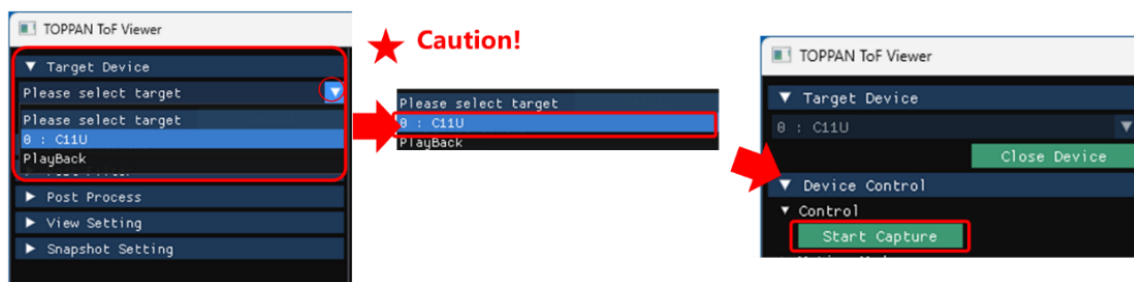 TOPPAN ToF Viewer
▼ Target Device
Please select target
Please select target
0 : C11U
PlayBack
▶ Post Process
▶ View Setting
▶ Snapshot Setting
★ Caution!
Please select target
0 : C11U
PlayBack
TOPPAN ToF Viewer
▼ Target Device
0 : C11U
Close Device
▼ Device Control
▼ Control
Start Capture